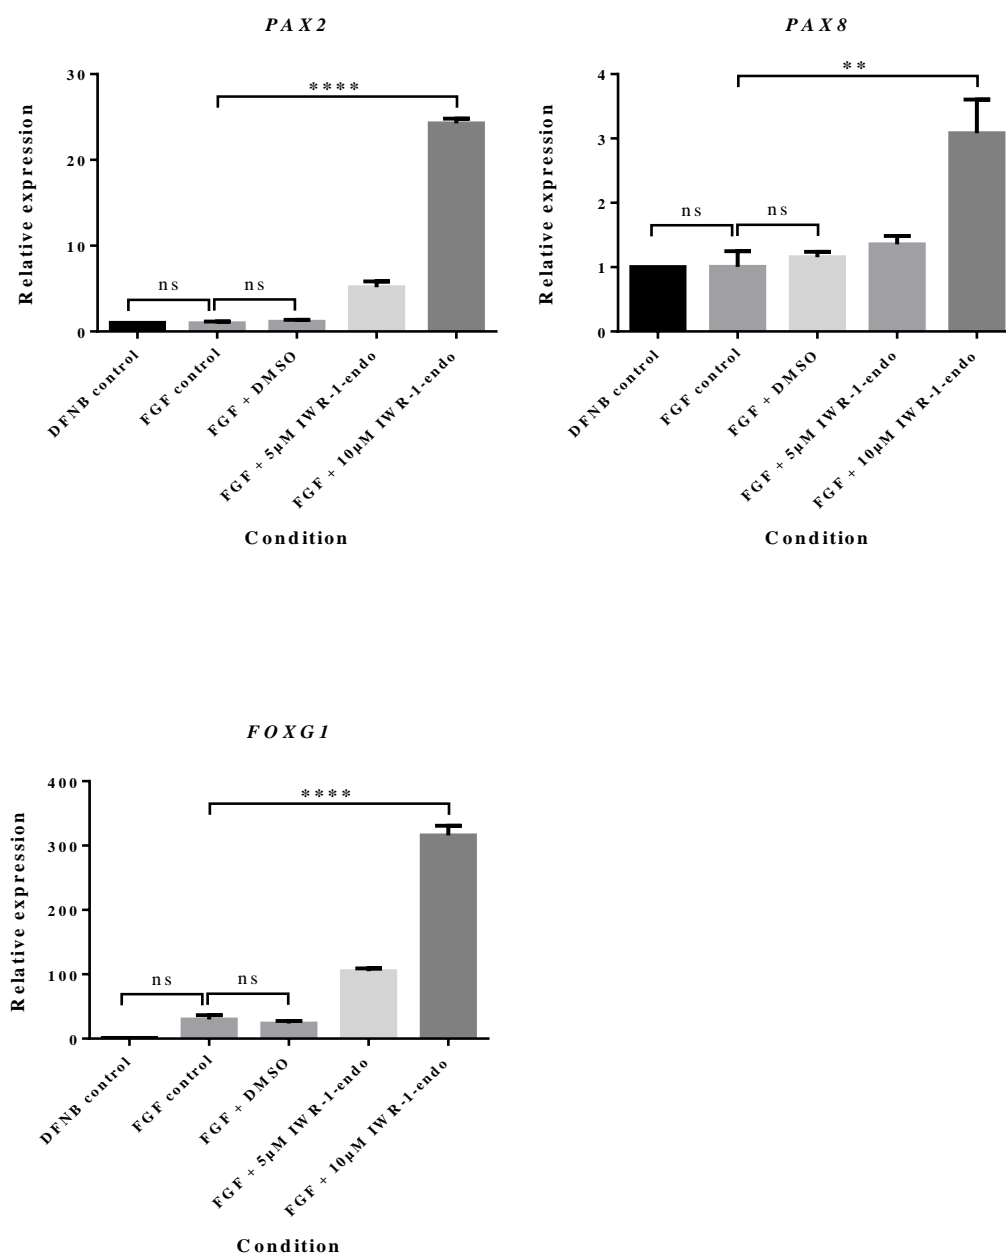 PAX2
****
30
20
10
0
ns
ns
Relative expression
DFNB control
FGF control
FGF + DMSO
FGF + 5µM IWR-1-endo
FGF + 10µM IWR-1-endo
Condition
PAX8
**
4
3
2
1
0
ns
ns
Relative expression
DFNB control
FGF control
FGF + DMSO
FGF + 5µM IWR-1-endo
FGF + 10µM IWR-1-endo
Condition
FOXG1
****
400
300
200
100
0
ns
ns
Relative expression
DFNB control
FGF control
FGF + DMSO
FGF + 5µM IWR-1-endo
FGF + 10µM IWR-1-endo
Condition